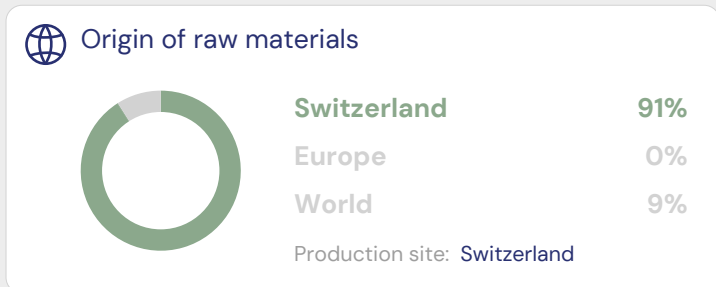 Origin of raw materials
Switzerland 91%
Europe 0%
World 9%
Production site: Switzerland